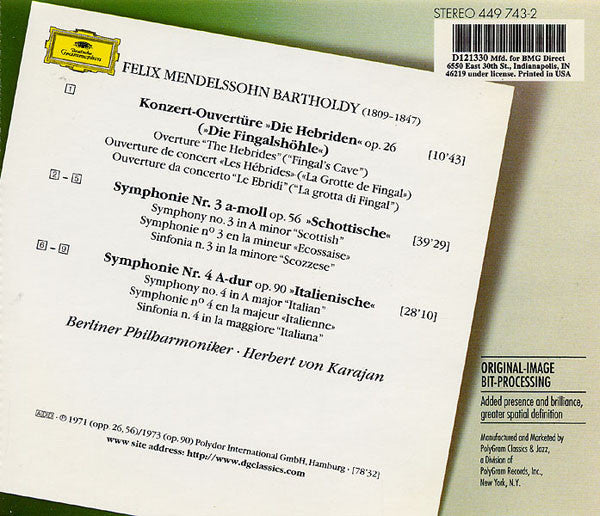 STEREO 449 743-2
D121330 Mfd. for BMG Direct
6550 East 30th St., Indianapolis, IN
46219 under license. Printed in USA
Deutsche
Grammophon
FELIX MENDELSSOHN BARTHOLDY (1809–1847)
1
Konzert-Ouvertüre »Die Hebriden« op. 26 [10'43]
(»Die Fingalshöhle«)
Overture "The Hebrides" ("Fingal's Cave")
Ouverture de concert «Les Hébrides» («La Grotte de Fingal»)
Ouverture da concerto "Le Ebridi" ("La grotta di Fingal")
2 - 5
Symphonie Nr. 3 a-moll op. 56 »Schottische« [39'29]
Symphony no. 3 in A minor "Scottish"
Symphonie nº 3 en la mineur «Ecossaise»
Sinfonia n. 3 in la minore "Scozzese"
6 - 9
Symphonie Nr. 4 A-dur op. 90 »Italienische« [28'10]
Symphony no. 4 in A major "Italian"
Symphonie nº 4 en la majeur «Italienne»
Sinfonia n. 4 in la maggiore "Italiana"
Berliner Philharmoniker · Herbert von Karajan
ADD · ℗ 1971 (opp. 26, 56)/1973 (op. 90) Polydor International GmbH, Hamburg · [78'32]
www site address: http://www.dgclassics.com
ORIGINAL-IMAGE
BIT-PROCESSING
Added presence and brilliance,
greater spatial definition
Manufactured and Marketed by
PolyGram Classics & Jazz,
a Division of
PolyGram Records, Inc.,
New York, N.Y.